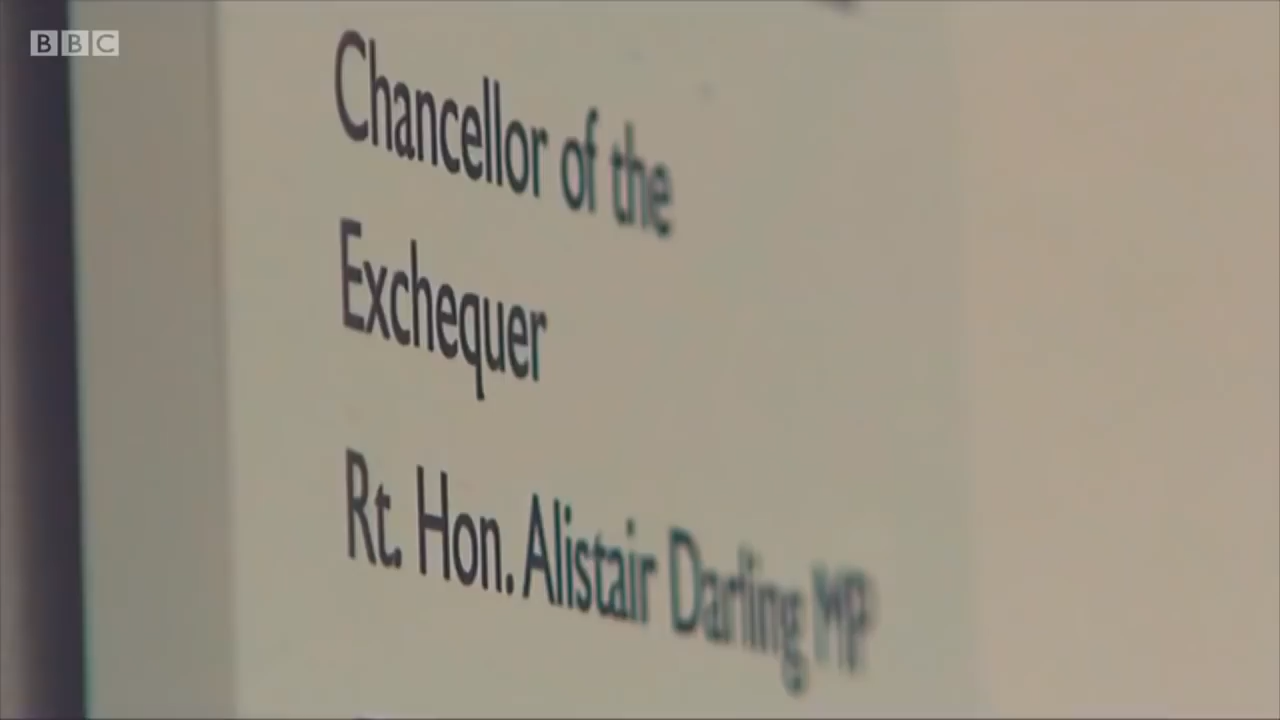 BBC
Chancellor of the
Exchequer
Rt. Hon. Alistair Darling MP